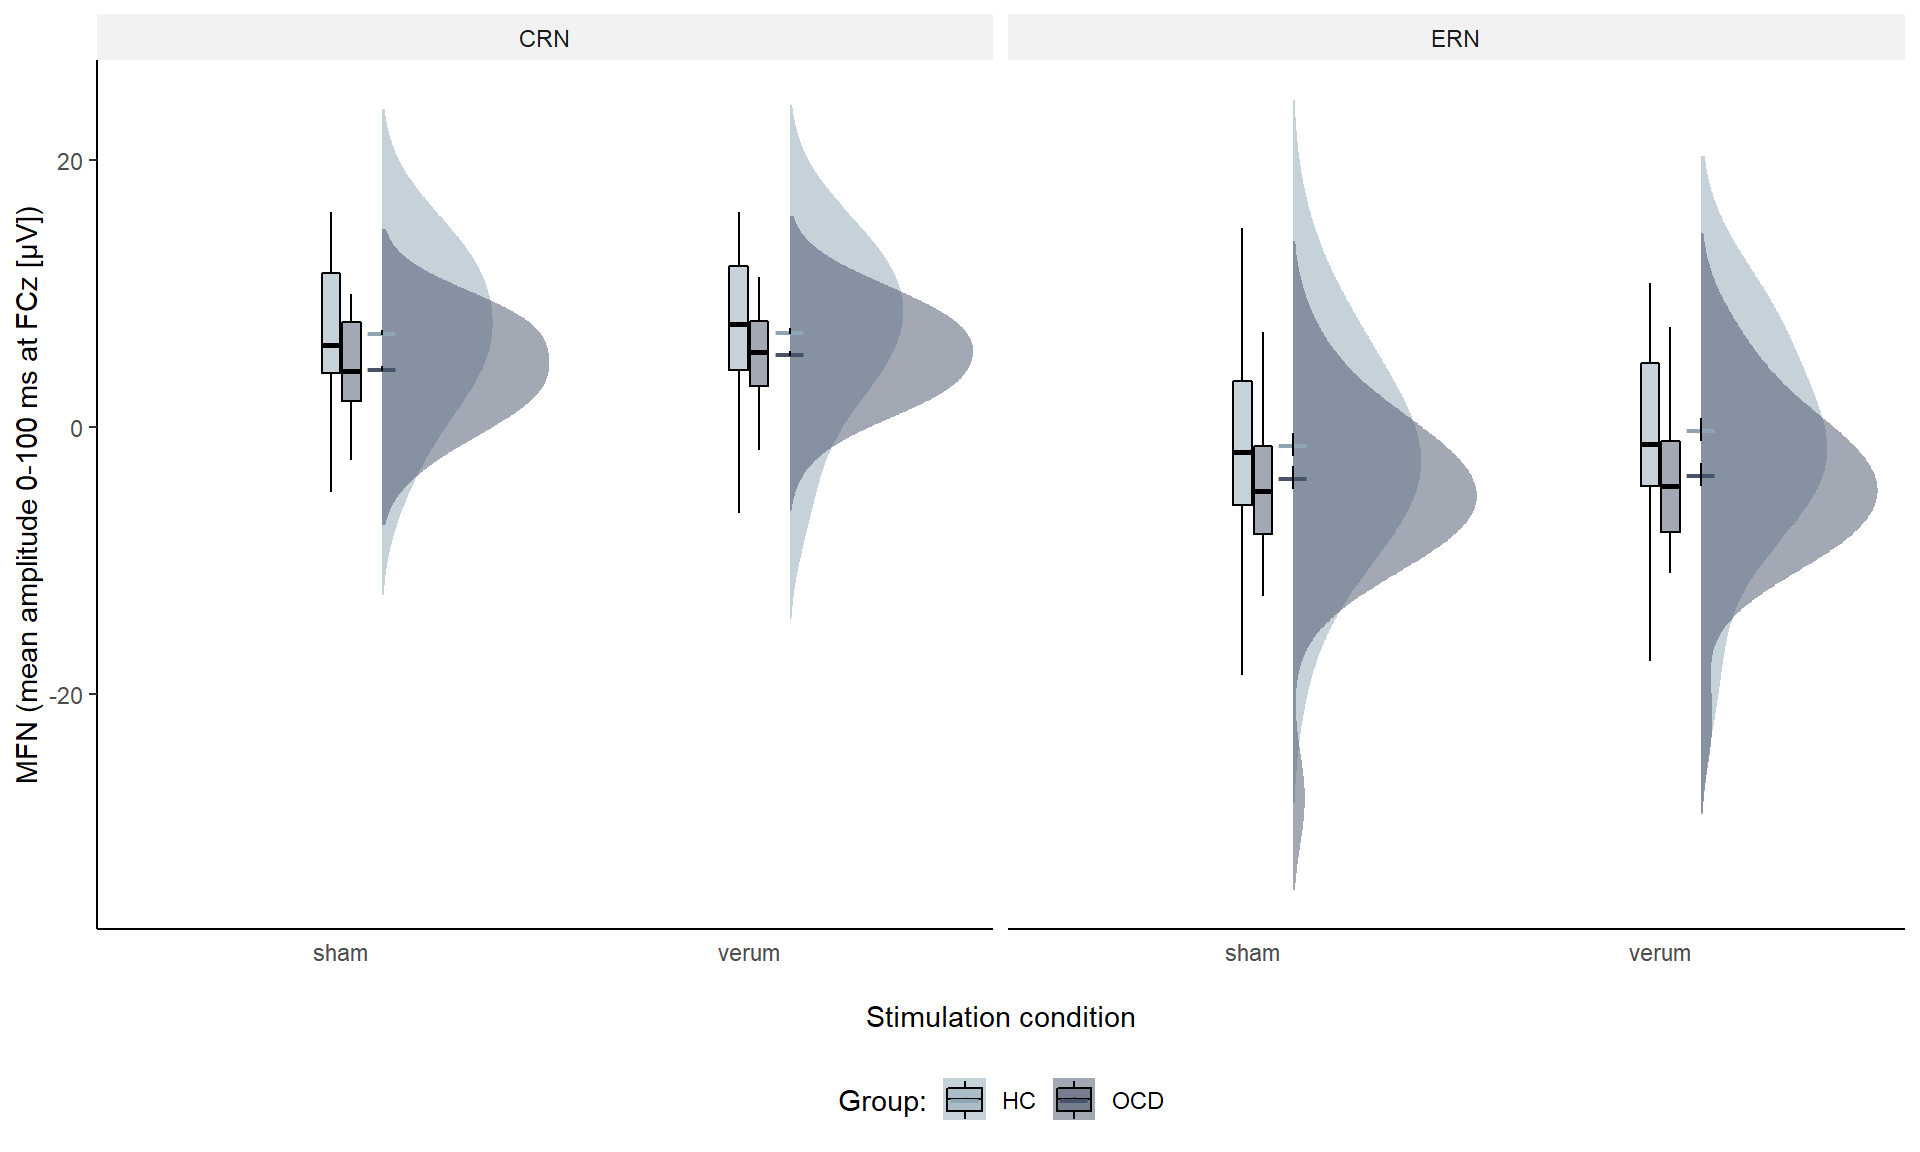 CRN
ERN
MFN (mean amplitude 0-100 ms at FCz [µV])
20
0
-20
sham
verum
sham
verum
Stimulation condition
Group:
HC
OCD